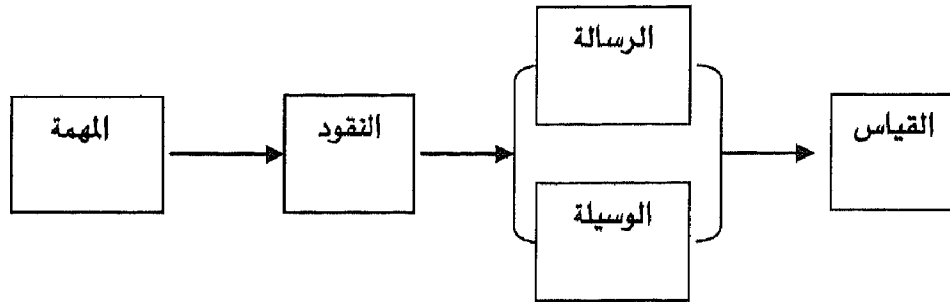 المهمة
النقود
الرسالة
الوسيلة
القياس